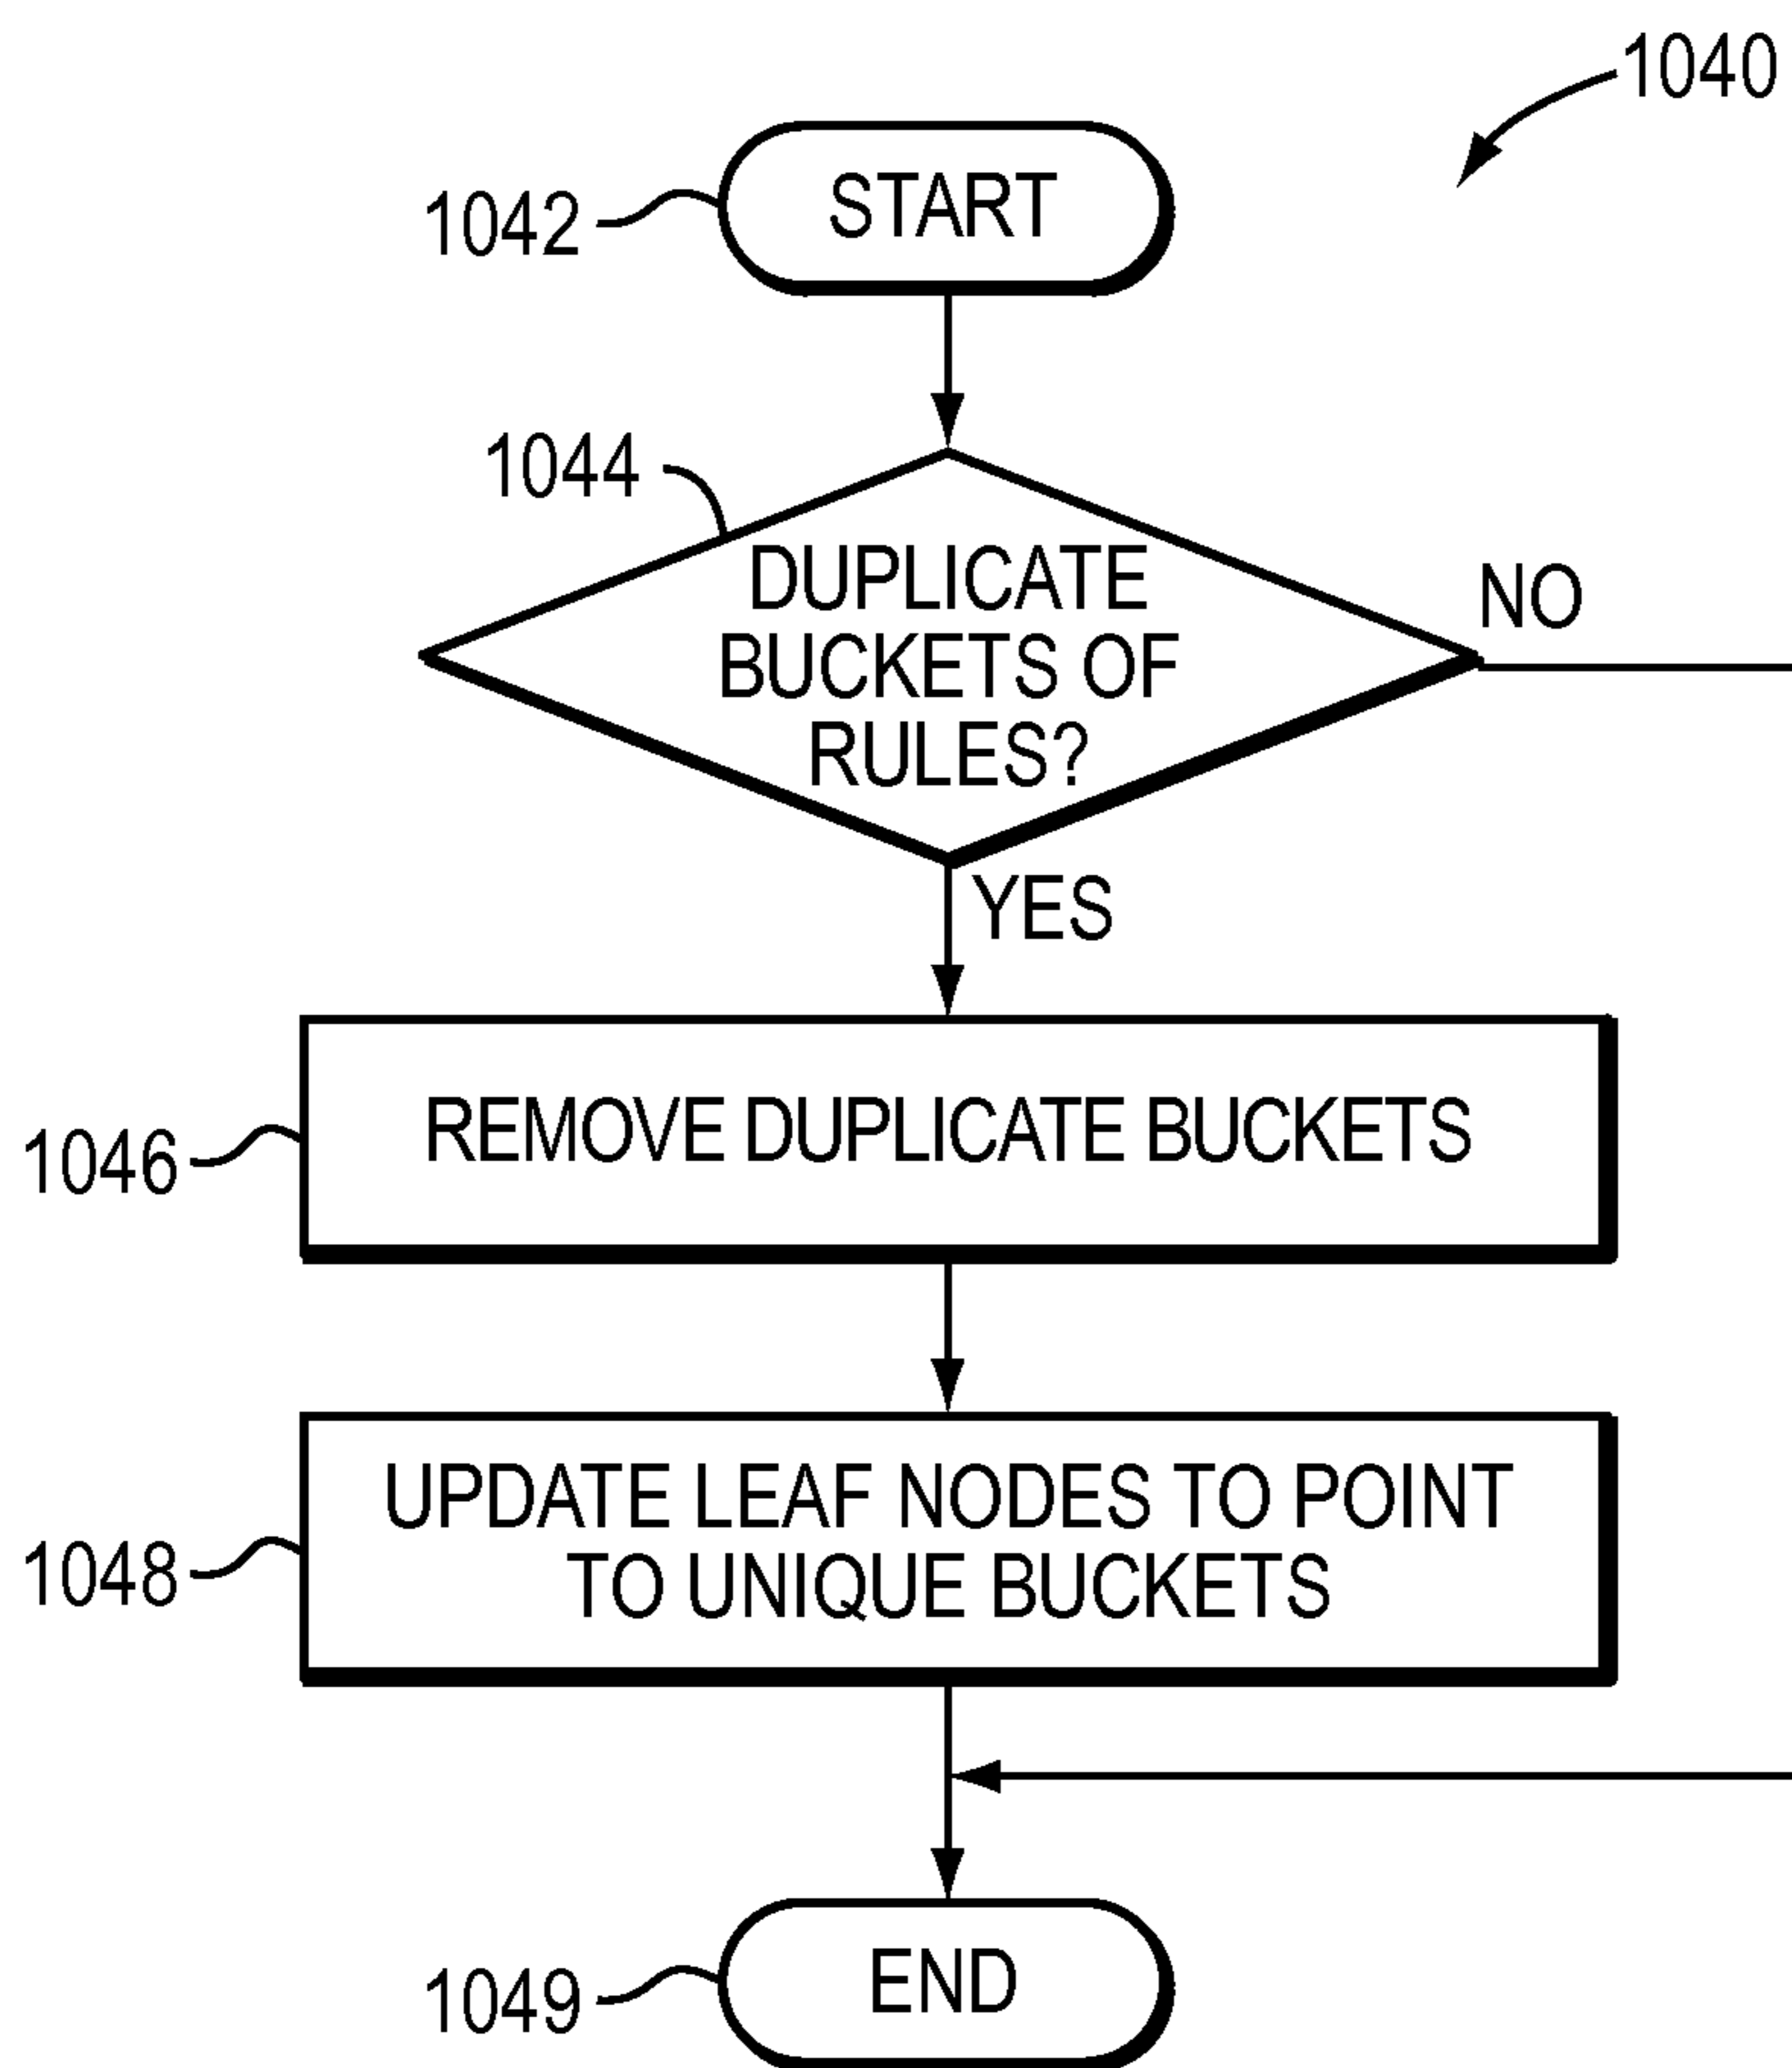 1040
START
1042
1044
DUPLICATE
BUCKETS OF
RULES?
NO
YES
REMOVE DUPLICATE BUCKETS
1046
UPDATE LEAF NODES TO POINT
TO UNIQUE BUCKETS
1048
END
1049